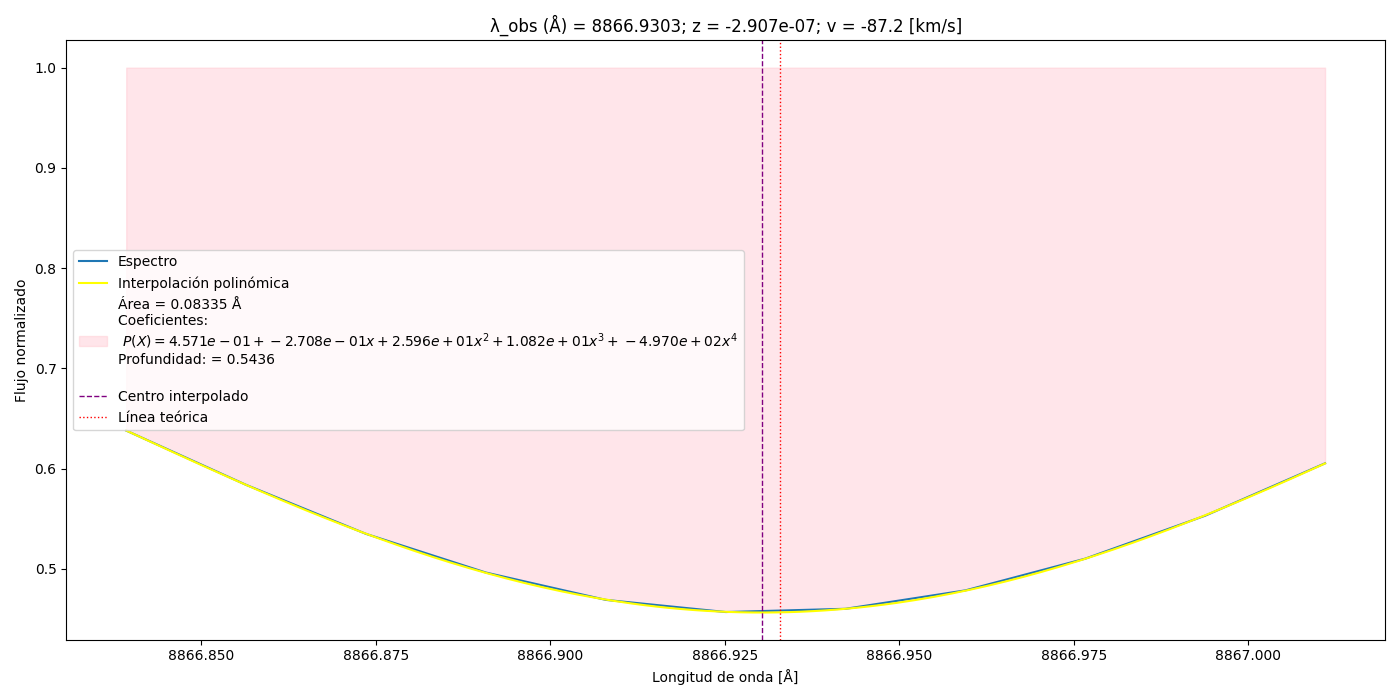 λ_obs (Å) = 8866.9303; z = -2.907e-07; v = -87.2 [km/s]
1.0
0.9
0.8
0.7
0.6
0.5
Flujo normalizado
Espectro
Interpolación polinómica
Área = 0.08335 Å
Coeficientes:
P(X) = 4.571e − 01 + −2.708e − 01x + 2.596e + 01x² + 1.082e + 01x³ + −4.970e + 02x⁴
Profundidad: = 0.5436
Centro interpolado
Línea teórica
8866.850 8866.875 8866.900 8866.925 8866.950 8866.975 8867.000
Longitud de onda [Å]